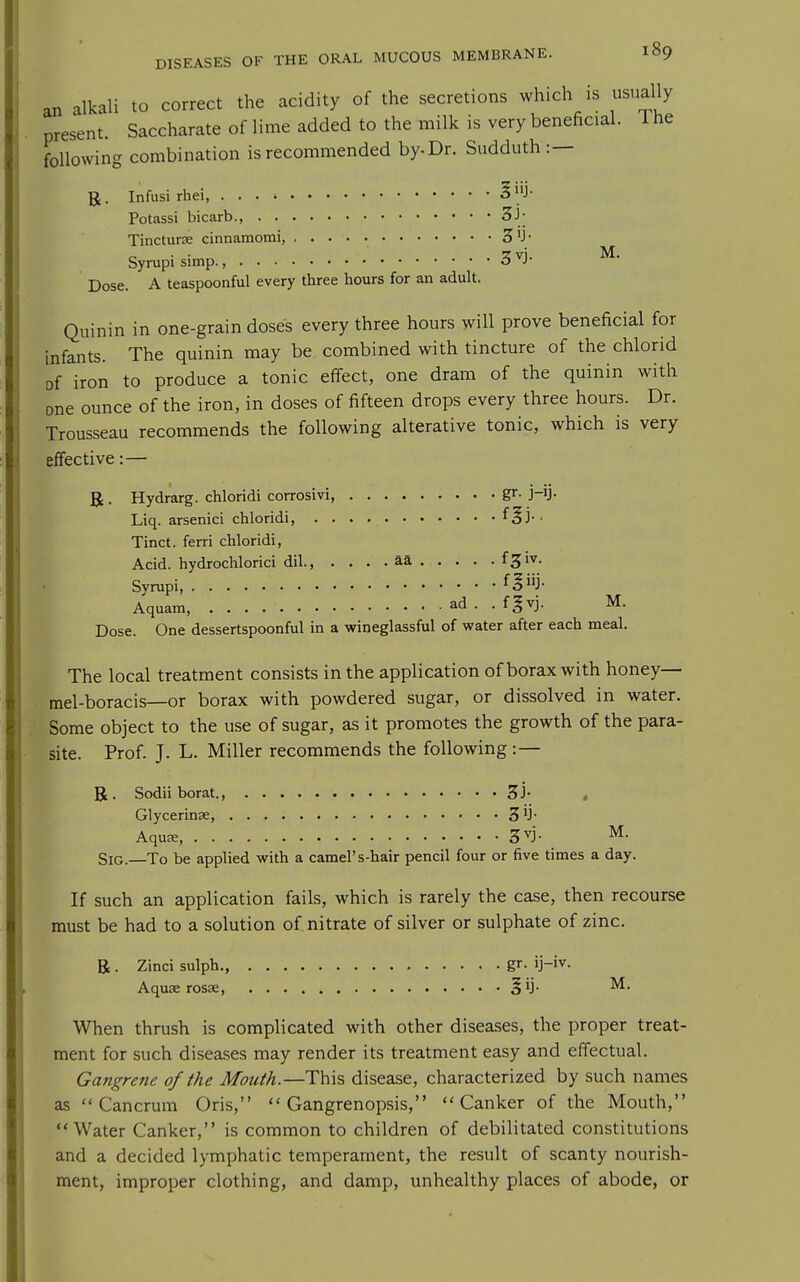 DISEASES OF THE ORAL MUCOUS MEMBRANE. 189
an alkali to correct the acidity of the secretions which is usually
present. Saccharate of lime added to the milk is very beneficial. The
following combination is recommended by Dr. Sudduth:—
℞. Infusi rhei, . . . . . . . . . . . . . . . . ℥iij.
Potassi bicarb., . . . . . . . . . . . . . . ʒj.
Tincturæ cinnamomi, . . . . . . . . . . . . ʒij.
Syrupi simp., . . . . . . . . . . . . . . . ʒvj. M.
Dose. A teaspoonful every three hours for an adult.
Quinin in one-grain doses every three hours will prove beneficial for
infants. The quinin may be combined with tincture of the chlorid
of iron to produce a tonic effect, one dram of the quinin with
one ounce of the iron, in doses of fifteen drops every three hours. Dr.
Trousseau recommends the following alterative tonic, which is very
effective:—
℞. Hydrarg. chloridi corrosivi, . . . . . . . . . gr. j-ij.
Liq. arsenici chloridi, . . . . . . . . . . . . fʒj.
Tinct. ferri chloridi,
Acid. hydrochlorici dil., . . . . āā . . . . . fʒiv.
Syrupi, . . . . . . . . . . . . . . . . . . f℥iij.
Aquam, . . . . . . . . . . . . . . ad . . f℥vj. M.
Dose. One dessertspoonful in a wineglassful of water after each meal.
The local treatment consists in the application of borax with honey—
mel-boracis—or borax with powdered sugar, or dissolved in water.
Some object to the use of sugar, as it promotes the growth of the para-
site. Prof. J. L. Miller recommends the following:—
℞. Sodii borat., . . . . . . . . . . . . . . . ʒj.
Glycerinæ, . . . . . . . . . . . . . . . . ʒij.
Aquæ, . . . . . . . . . . . . . . . . . . ʒvj. M.
SIG.—To be applied with a camel's-hair pencil four or five times a day.
If such an application fails, which is rarely the case, then recourse
must be had to a solution of nitrate of silver or sulphate of zinc.
℞. Zinci sulph., . . . . . . . . . . . . . . . gr. ij-iv.
Aquæ rosæ, . . . . . . . . . . . . . . . . ℥ij. M.
When thrush is complicated with other diseases, the proper treat-
ment for such diseases may render its treatment easy and effectual.
Gangrene of the Mouth.—This disease, characterized by such names
as "Cancrum Oris," "Gangrenopsis," "Canker of the Mouth,"
"Water Canker," is common to children of debilitated constitutions
and a decided lymphatic temperament, the result of scanty nourish-
ment, improper clothing, and damp, unhealthy places of abode, or